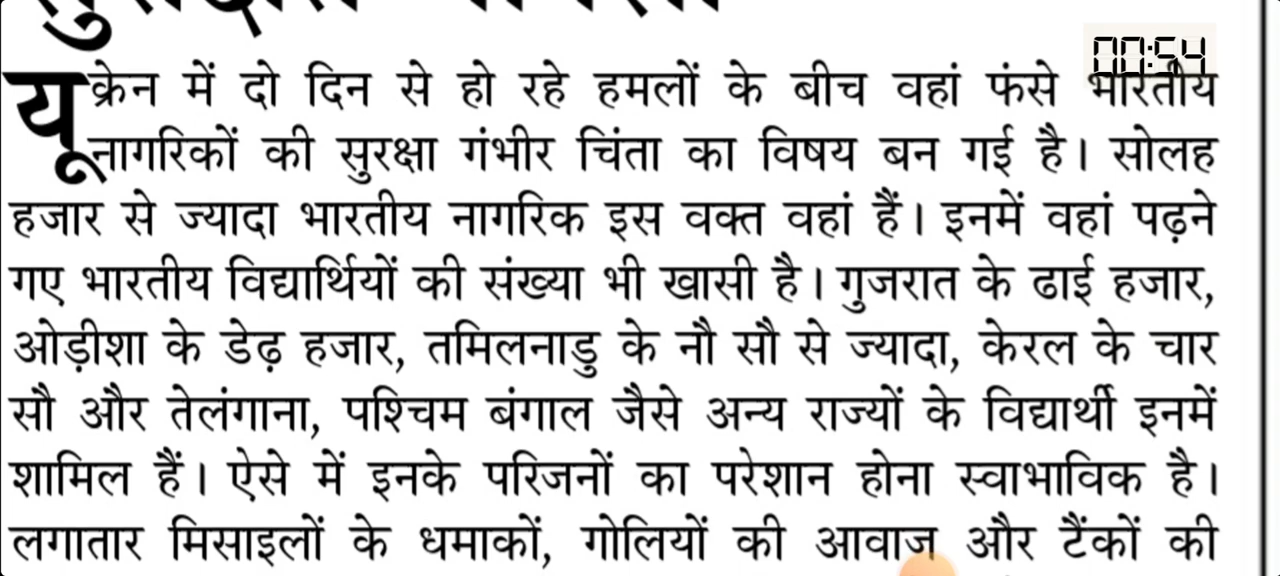 00:54
यूक्रेन में दो दिन से हो रहे हमलों के बीच वहां फंसे भारतीय
नागरिकों की सुरक्षा गंभीर चिंता का विषय बन गई है। सोलह
हजार से ज्यादा भारतीय नागरिक इस वक्त वहां हैं। इनमें वहां पढ़ने
गए भारतीय विद्यार्थियों की संख्या भी खासी है। गुजरात के ढाई हजार,
ओड़ीशा के डेढ़ हजार, तमिलनाडु के नौ सौ से ज्यादा, केरल के चार
सौ और तेलंगाना, पश्चिम बंगाल जैसे अन्य राज्यों के विद्यार्थी इनमें
शामिल हैं। ऐसे में इनके परिजनों का परेशान होना स्वाभाविक है।
लगातार मिसाइलों के धमाकों, गोलियों की आवाज और टैंकों की